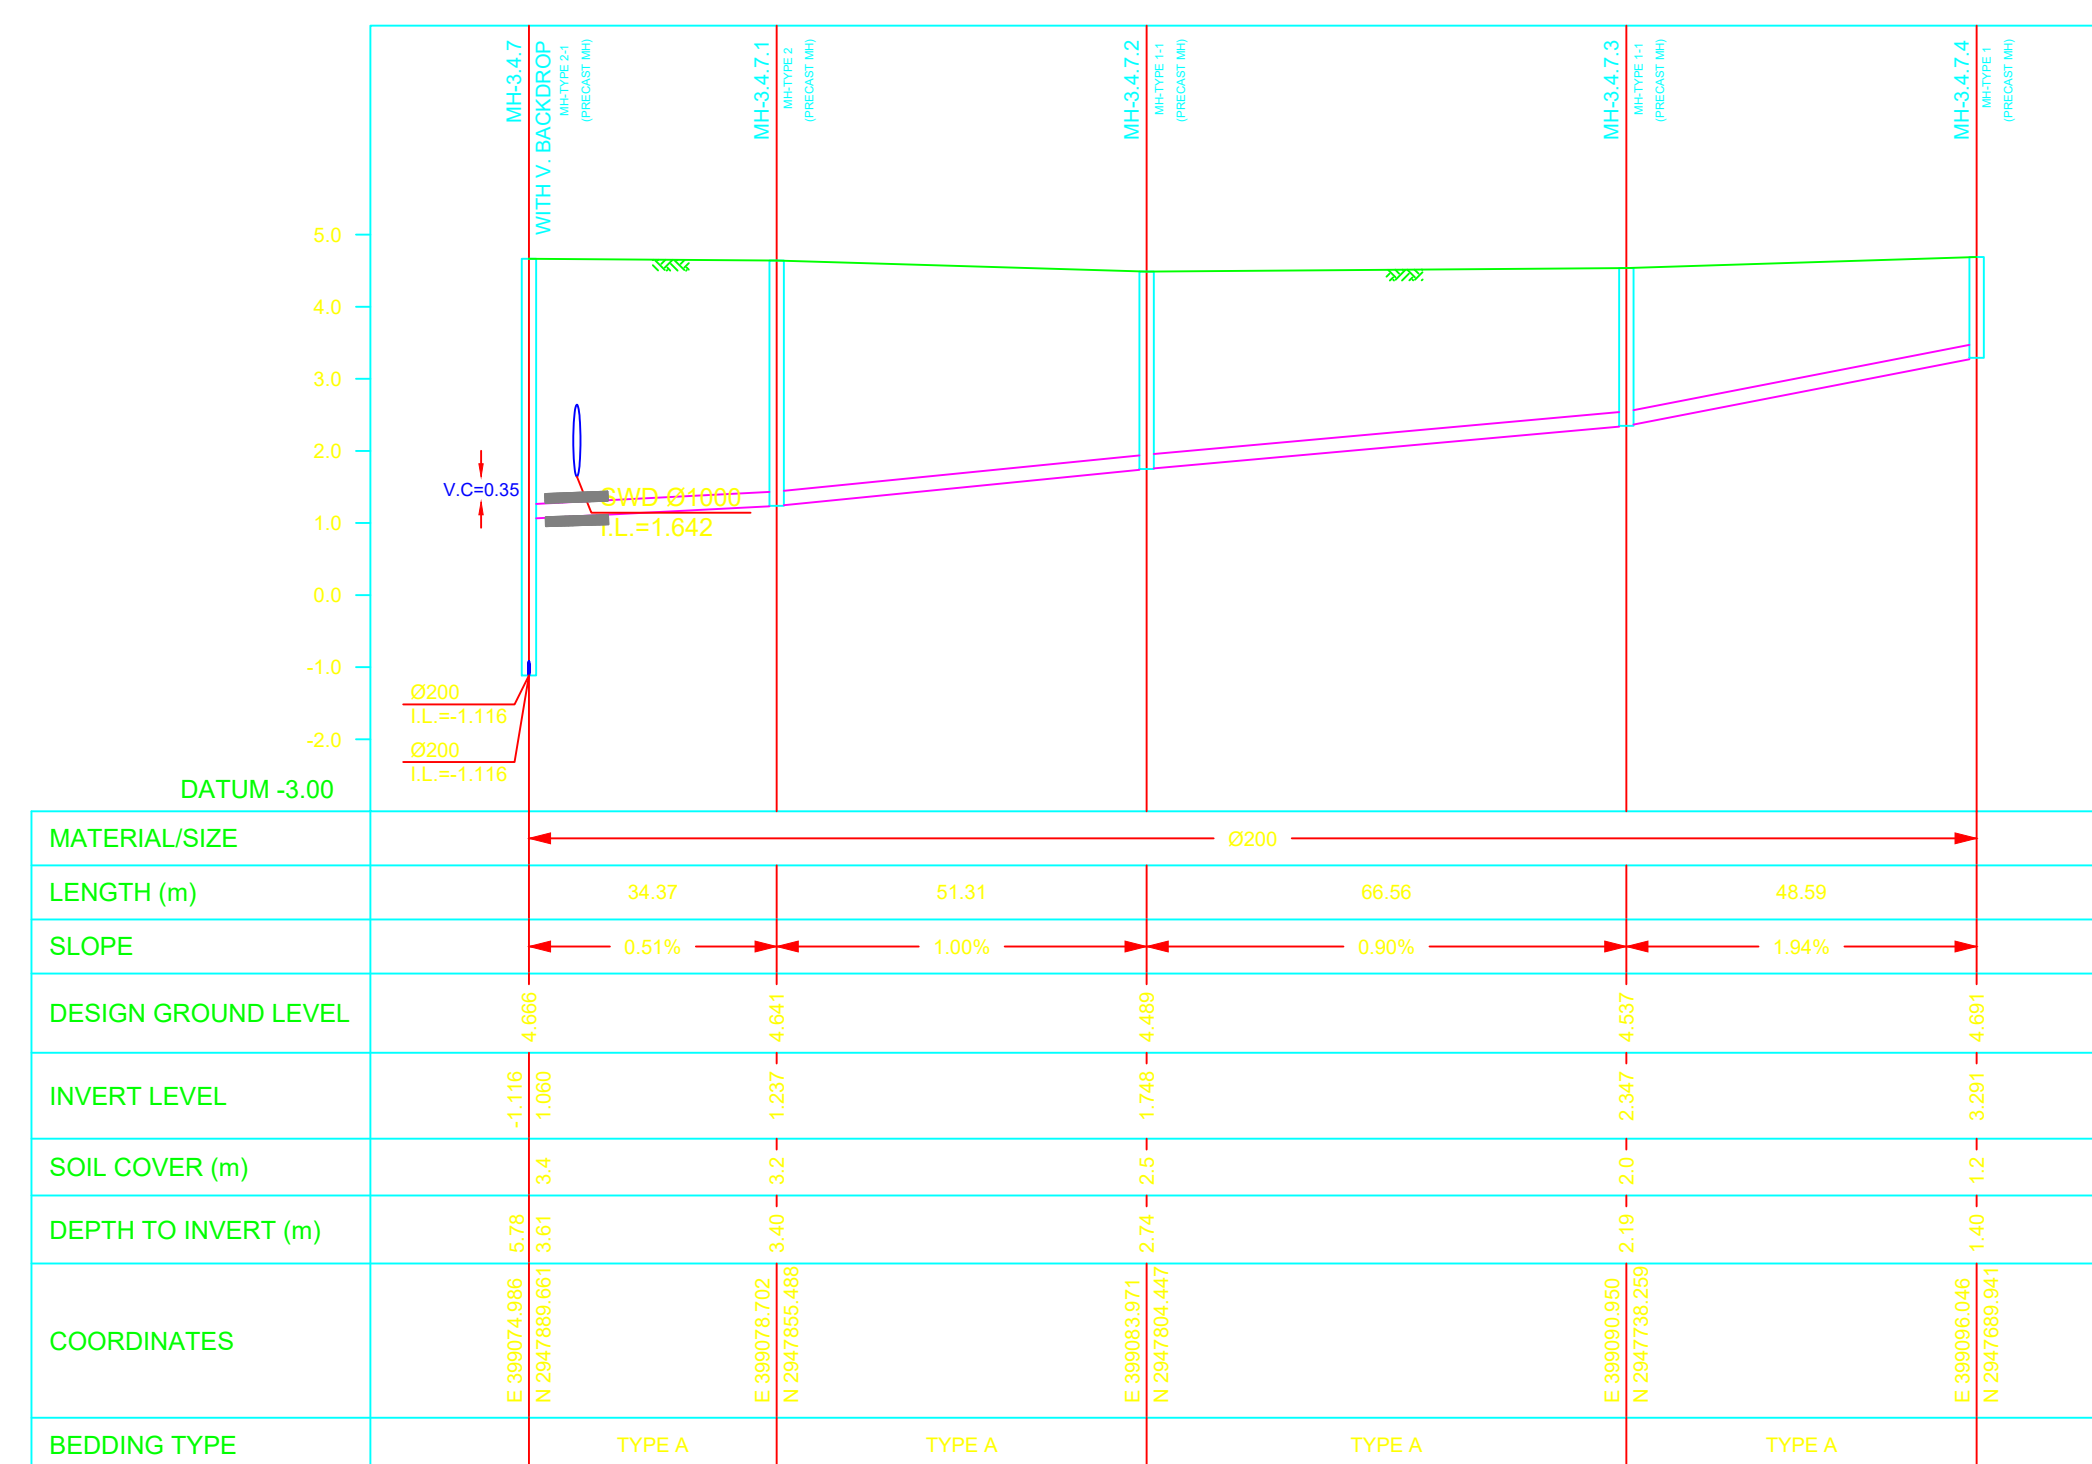 MH-3.4.7
WITH V. BACKDROP
MH-TYPE 2-1
(PRECAST MH)
MH-3.4.7.1
MH-TYPE 2
(PRECAST MH)
MH-3.4.7.2
MH-TYPE 1-1
(PRECAST MH)
MH-3.4.7.3
MH-TYPE 1-1
(PRECAST MH)
MH-3.4.7.4
MH-TYPE 1
(PRECAST MH)
5.0
4.0
3.0
2.0
1.0
0.0
-1.0
-2.0
V.C=0.35
SWD Ø1000
I.L.=1.642
Ø200
I.L.=-1.116
Ø200
I.L.=-1.116
DATUM -3.00
MATERIAL/SIZE Ø200
LENGTH (m) 34.37 51.31 66.56 48.59
SLOPE 0.51% 1.00% 0.90% 1.94%
DESIGN GROUND LEVEL 4.666 4.641 4.489 4.537 4.691
INVERT LEVEL -1.116 1.060 1.237 1.748 2.347 3.291
SOIL COVER (m) 3.4 3.2 2.5 2.0 1.2
DEPTH TO INVERT (m) 5.78 3.61 3.40 2.74 2.19 1.40
COORDINATES
E 399074.986
N 2947889.661
E 399078.702
N 2947855.488
E 399083.971
N 2947804.447
E 399090.950
N 2947738.259
E 399096.046
N 2947689.941
BEDDING TYPE TYPE A TYPE A TYPE A TYPE A